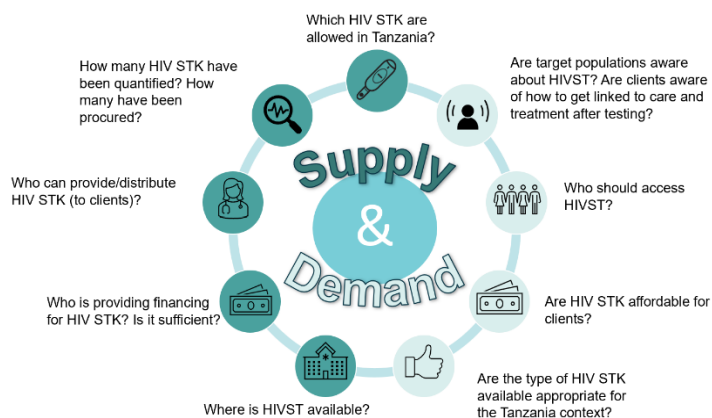 Which HIV STK are
allowed in Tanzania?
How many HIV STK have
been quantified? How
many have been
procured?
Are target populations aware
about HIVST? Are clients aware
of how to get linked to care and
treatment after testing?
Supply
&
Demand
Who can provide/distribute
HIV STK (to clients)?
Who should access
HIVST?
Who is providing financing
for HIV STK? Is it sufficient?
Are HIV STK affordable for
clients?
Where is HIVST available?
Are the type of HIV STK
available appropriate for
the Tanzania context?